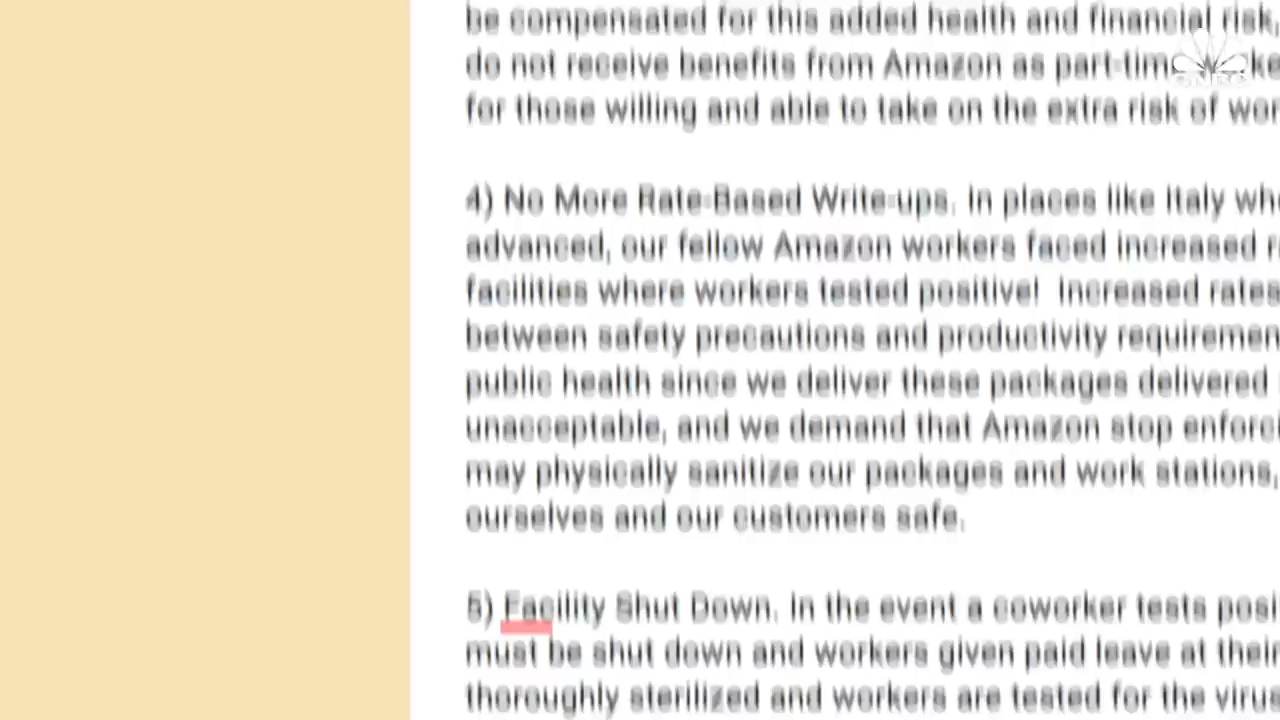 be compensated for this added health and financial risk,
do not receive benefits from Amazon as
for those willing and able to take on the extra risk of
4) No More Rate-Based Write-ups. In places like Italy
advanced, our fellow Amazon workers faced increased
facilities where workers tested positive! Increased rates
between safety precautions and productivity
public health since we deliver these packages delivered
unacceptable, and we demand that Amazon stop
may physically sanitize our packages and work stations,
ourselves and our customers safe.
5) Facility Shut Down. In the event a coworker tests
must be shut down and workers given paid leave at their
thoroughly sterilized and workers are tested for the